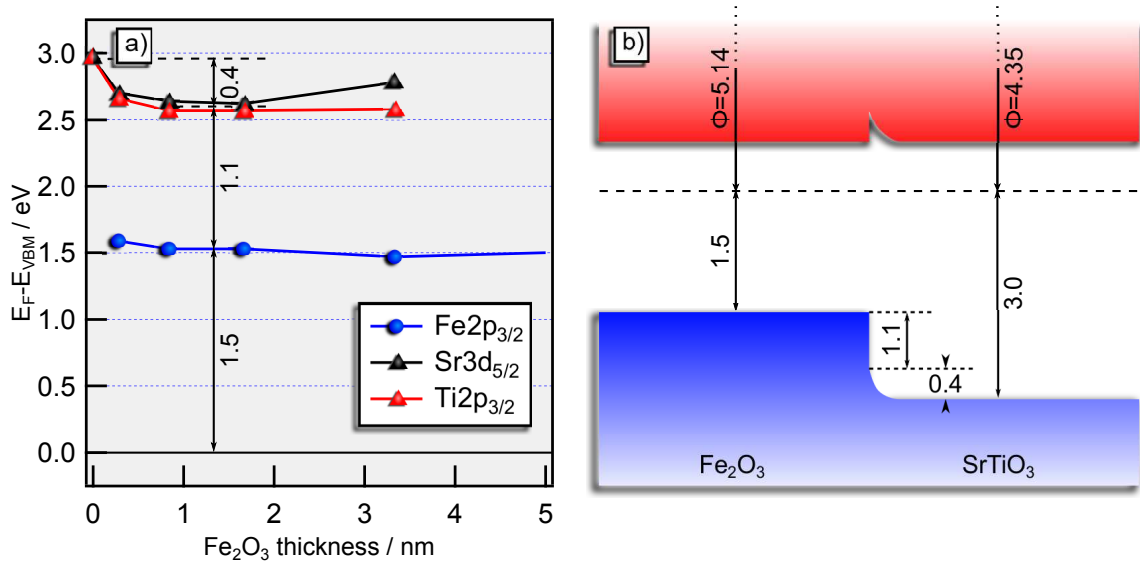 a)
3.0
2.5
2.0
1.5
1.0
0.5
0.0
E_F-E_VBM / eV
0.4
1.1
1.5
Fe2p₃/₂
Sr3d₅/₂
Ti2p₃/₂
0 1 2 3 4 5
Fe₂O₃ thickness / nm
b)
Φ=5.14
Φ=4.35
1.5
3.0
1.1
0.4
Fe₂O₃
SrTiO₃